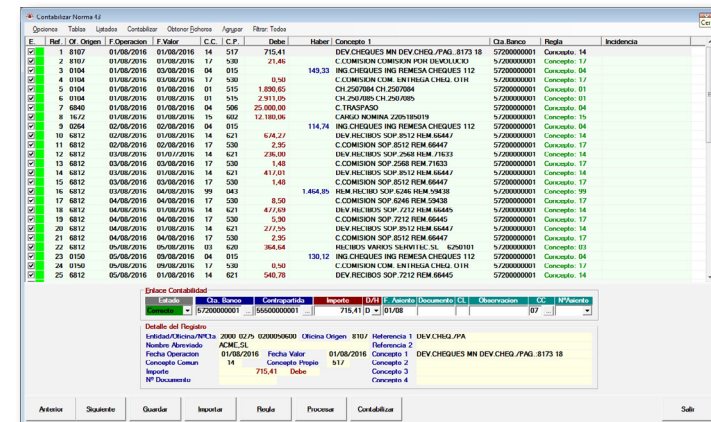 Contabilizar Norma 43
Opciones Tablas Listados Contabilizar Obtener Ficheros Agrupar Filtrar: Todos
E. Ref. Of. Origen F.Operacion F.Valor C.C. C.P. Debe Haber Concepto 1 Cta.Banco Regla Incidencia
1 8107 01/08/2016 01/08/2016 14 517 715,41 DEV.CHEQUES MN DEV.CHEQ./PAG..8173 18 57200000001 Concepto: 14
2 8107 01/08/2016 01/08/2016 17 530 21,46 C.COMISION COMISION POR DEVOLUCIO 57200000001 Concepto: 17
3 0104 01/08/2016 03/08/2016 04 015 149,33 ING.CHEQUES ING REMESA CHEQUES 112 57200000001 Concepto: 04
4 0104 01/08/2016 03/08/2016 17 530 0,50 C.COMISION COM. ENTREGA CHEQ. OTR 57200000001 Concepto: 17
5 0104 01/08/2016 01/08/2016 01 515 1.890,65 CH.2507084 CH.2507084 57200000001 Concepto: 01
6 0104 01/08/2016 01/08/2016 01 515 2.911,05 CH.2507085 CH.2507085 57200000001 Concepto: 01
7 6840 01/08/2016 01/08/2016 04 506 25.000,00 C.TRASPASO 57200000001 Concepto: 04
8 1672 01/08/2016 01/08/2016 15 602 12.180,06 CARGO NOMINA 2205185019 57200000001 Concepto: 15
9 0264 02/08/2016 02/08/2016 04 015 114,74 ING.CHEQUES ING REMESA CHEQUES 112 57200000001 Concepto: 04
10 6812 02/08/2016 01/08/2016 14 621 674,27 DEV.RECIBOS SOP.8512 REM.66447 57200000001 Concepto: 14
11 6812 02/08/2016 02/08/2016 17 530 2,95 C.COMISION SOP.8512 REM.66447 57200000001 Concepto: 17
12 6812 03/08/2016 01/07/2016 14 621 236,00 DEV.RECIBOS SOP.2568 REM.71633 57200000001 Concepto: 14
13 6812 03/08/2016 03/08/2016 17 530 1,48 C.COMISION SOP.2568 REM.71633 57200000001 Concepto: 17
14 6812 03/08/2016 01/08/2016 14 621 417,01 DEV.RECIBOS SOP.8512 REM.66447 57200000001 Concepto: 14
15 6812 03/08/2016 03/08/2016 17 530 1,48 C.COMISION SOP.8512 REM.66447 57200000001 Concepto: 17
16 6812 04/08/2016 04/08/2016 99 043 1.464,85 REM.RECIBO SOP.6246 REM.59438 57200000001 Concepto: 99
17 6812 04/08/2016 04/08/2016 17 530 8,50 C.COMISION SOP.6246 REM.59438 57200000001 Concepto: 17
18 6812 04/08/2016 01/08/2016 14 621 477,69 DEV.RECIBOS SOP.7212 REM.66445 57200000001 Concepto: 14
19 6812 04/08/2016 04/08/2016 17 530 5,90 C.COMISION SOP.7212 REM.66445 57200000001 Concepto: 17
20 6812 04/08/2016 01/08/2016 14 621 277,55 DEV.RECIBOS SOP.8512 REM.66447 57200000001 Concepto: 14
21 6812 04/08/2016 04/08/2016 17 530 2,95 C.COMISION SOP.8512 REM.66447 57200000001 Concepto: 17
22 6812 05/08/2016 05/08/2016 03 620 364,64 RECIBOS VARIOS SERVITEC.SL 6250101 57200000001 Concepto: 03
23 0150 05/08/2016 09/08/2016 04 015 130,12 ING.CHEQUES ING REMESA CHEQUES 112 57200000001 Concepto: 04
24 0150 05/08/2016 09/08/2016 17 530 0,50 C.COMISION COM. ENTREGA CHEQ. OTR 57200000001 Concepto: 17
25 6812 05/08/2016 01/08/2016 14 621 540,78 DEV.RECIBOS SOP.7212 REM.66445 57200000001 Concepto: 14
Enlace Contabilidad
Estado Cta. Banco Contrapartida Importe D/H F. Asiento Documento CL Observacion CC NºAsiento
Correcto 57200000001 ... 55500000001 ... 715,41 D 01/08 07 ...
Detalle del Registro
Entidad/Oficina/NºCta 2000 0275 0200050600 Oficina Origen 8107 Referencia 1 DEV.CHEQ./PA
Nombre Abreviado ACME,SL Referencia 2
Fecha Operacion 01/08/2016 Fecha Valor 01/08/2016 Concepto 1 DEV.CHEQUES MN DEV.CHEQ./PAG..8173 18
Concepto Comun 14 Concepto Propio 517 Concepto 2
Importe 715,41 Debe Concepto 3
Nº Documento Concepto 4
Anterior Siguiente Guardar Importar Regla Procesar Contabilizar Salir